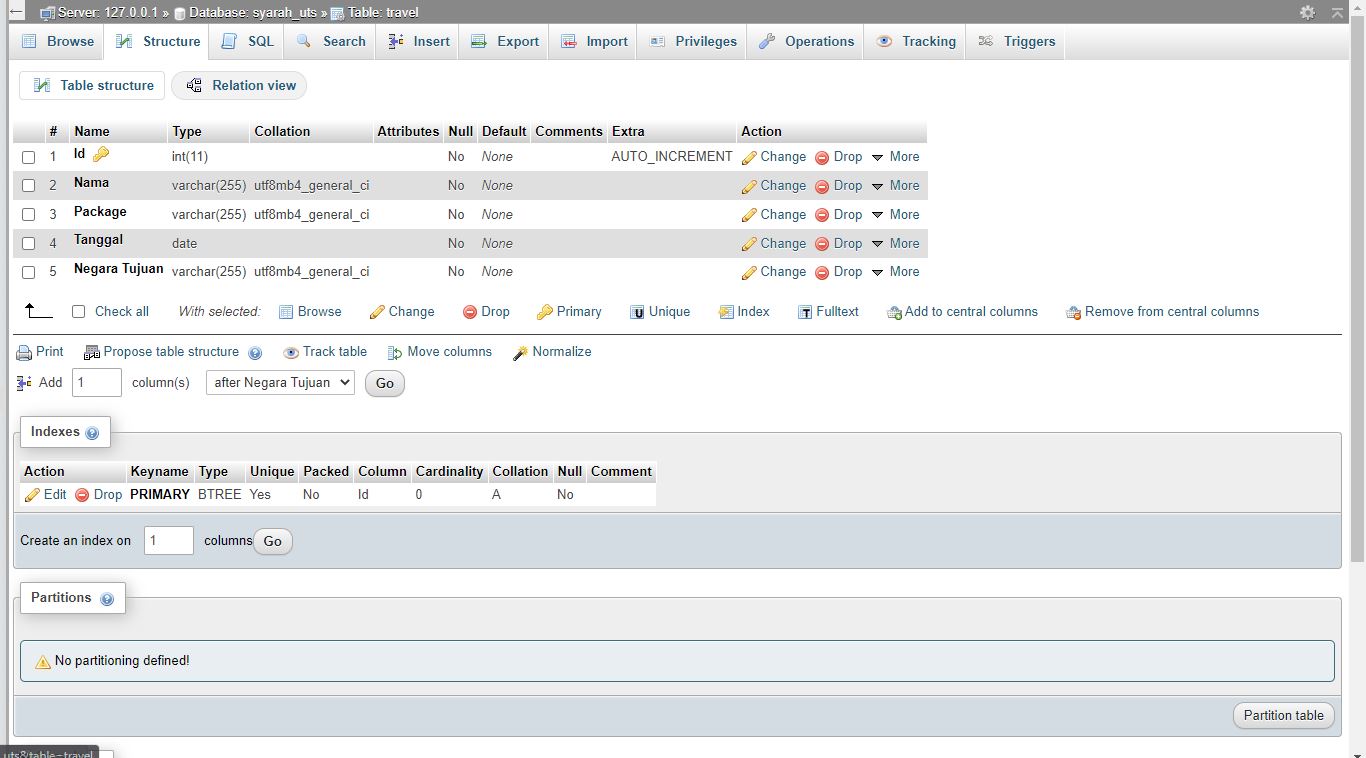 Server: 127.0.0.1 » Database: syarah_uts » Table: travel
Browse Structure SQL Search Insert Export Import Privileges Operations Tracking Triggers
Table structure Relation view
# Name Type Collation Attributes Null Default Comments Extra Action
1 Id int(11) No None AUTO_INCREMENT Change Drop More
2 Nama varchar(255) utf8mb4_general_ci No None Change Drop More
3 Package varchar(255) utf8mb4_general_ci No None Change Drop More
4 Tanggal date No None Change Drop More
5 Negara Tujuan varchar(255) utf8mb4_general_ci No None Change Drop More
Check all With selected: Browse Change Drop Primary Unique Index Fulltext Add to central columns Remove from central columns
Print Propose table structure Track table Move columns Normalize
Add 1 column(s) after Negara Tujuan Go
Indexes
Action Keyname Type Unique Packed Column Cardinality Collation Null Comment
Edit Drop PRIMARY BTREE Yes No Id 0 A No
Create an index on 1 columns Go
Partitions
No partitioning defined!
Partition table
uts&table=travel